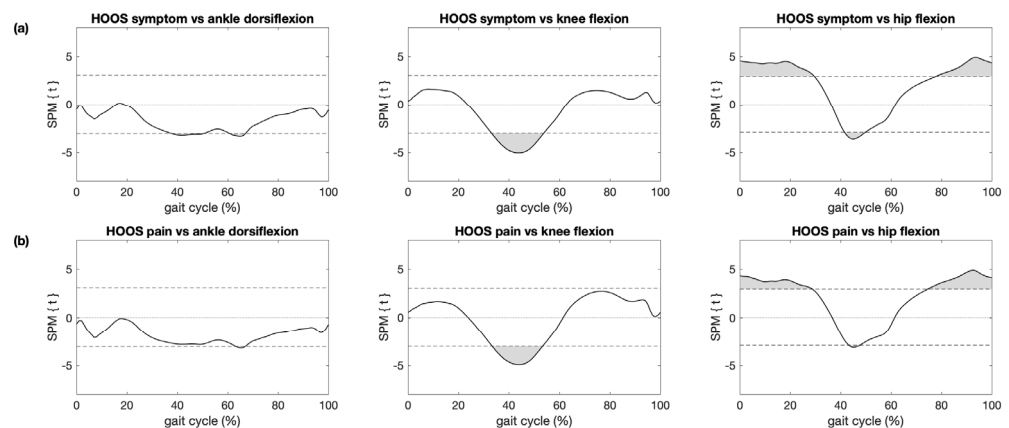 (a)
HOOS symptom vs ankle dorsiflexion
SPM { t }
5
0
-5
0 20 40 60 80 100
gait cycle (%)
HOOS symptom vs knee flexion
SPM { t }
5
0
-5
0 20 40 60 80 100
gait cycle (%)
HOOS symptom vs hip flexion
SPM { t }
5
0
-5
0 20 40 60 80 100
gait cycle (%)
(b)
HOOS pain vs ankle dorsiflexion
SPM { t }
5
0
-5
0 20 40 60 80 100
gait cycle (%)
HOOS pain vs knee flexion
SPM { t }
5
0
-5
0 20 40 60 80 100
gait cycle (%)
HOOS pain vs hip flexion
SPM { t }
5
0
-5
0 20 40 60 80 100
gait cycle (%)